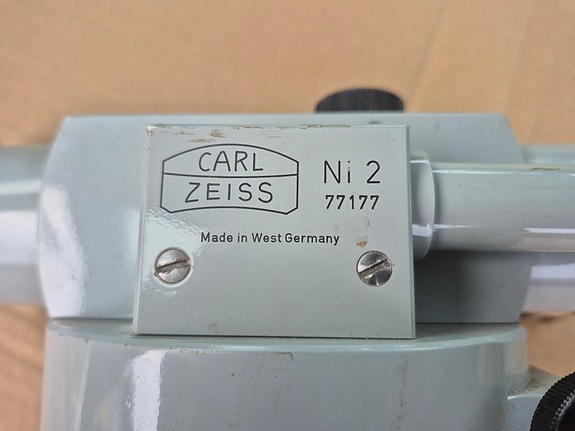 CARL
ZEISS
Ni 2
77177
Made in West Germany